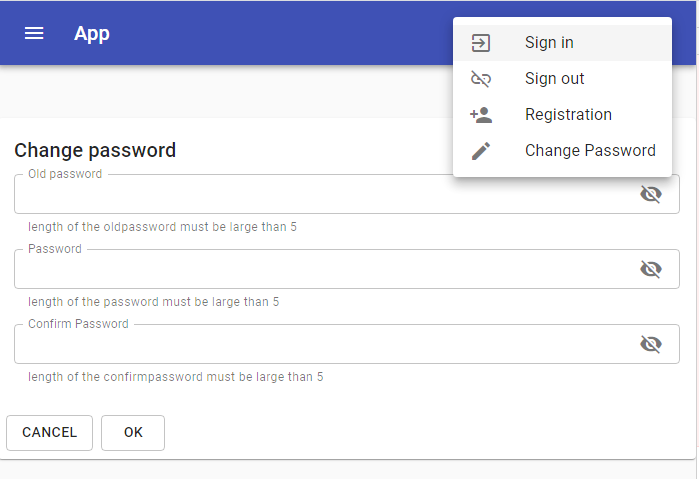 App
Sign in
Sign out
Registration
Change Password
Change password
Old password
length of the oldpassword must be large than 5
Password
length of the password must be large than 5
Confirm Password
length of the confirmpassword must be large than 5
CANCEL
OK